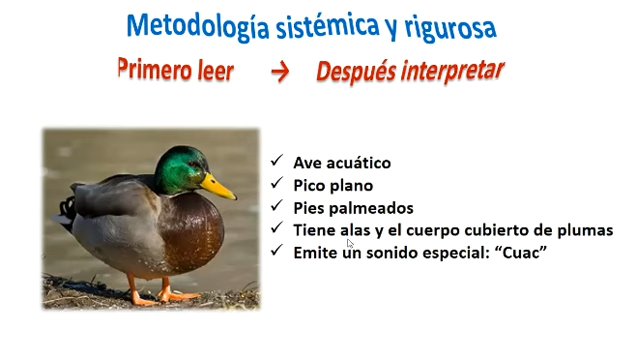 Metodología sistémica y rigurosa
Primero leer → Después interpretar
✓ Ave acuático
✓ Pico plano
✓ Pies palmeados
✓ Tiene alas y el cuerpo cubierto de plumas
✓ Emite un sonido especial: “Cuac”